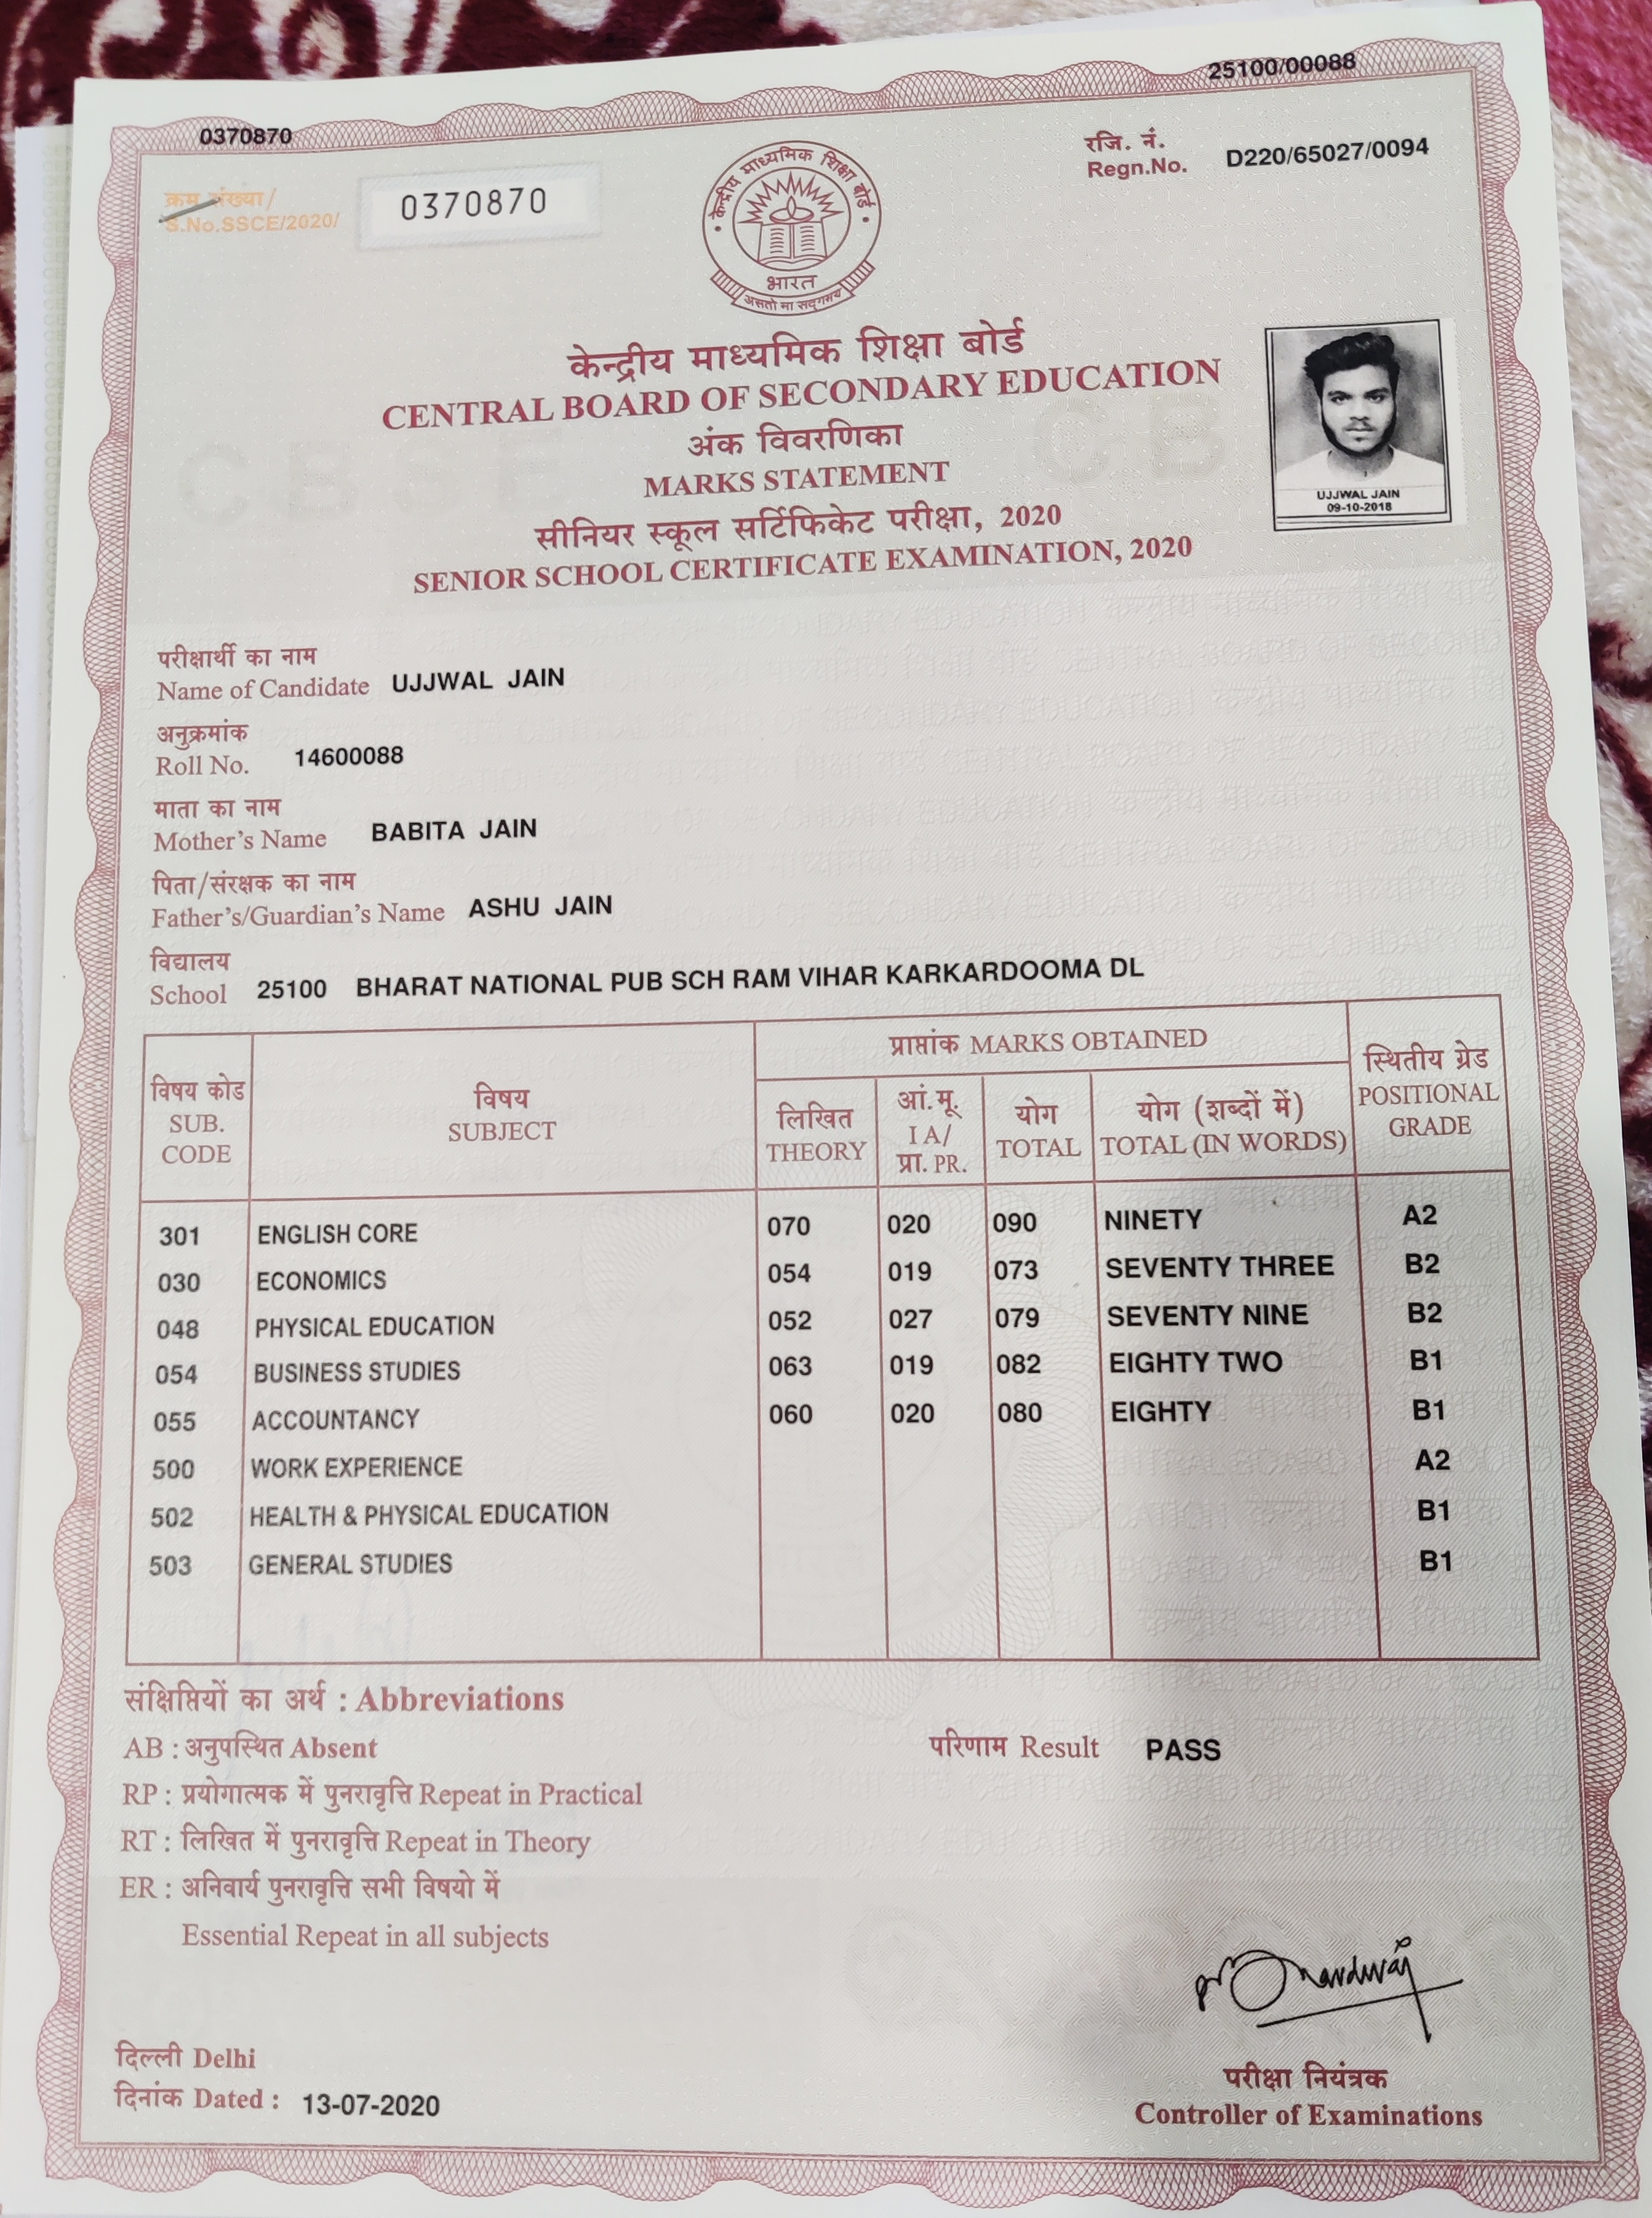 25100/00088
0370870
रजि. नं.
Regn.No. D220/65027/0094
क्रम संख्या/
S.No.SSCE/2020/ 0370870
केन्द्रीय माध्यमिक शिक्षा बोर्ड
भारत
असतो मा सद्गमय
केन्द्रीय माध्यमिक शिक्षा बोर्ड
CENTRAL BOARD OF SECONDARY EDUCATION
अंक विवरणिका
MARKS STATEMENT
सीनियर स्कूल सर्टिफिकेट परीक्षा, 2020
SENIOR SCHOOL CERTIFICATE EXAMINATION, 2020
UJJWAL JAIN
09-10-2018
परीक्षार्थी का नाम
Name of Candidate UJJWAL JAIN
अनुक्रमांक
Roll No. 14600088
माता का नाम
Mother's Name BABITA JAIN
पिता/संरक्षक का नाम
Father's/Guardian's Name ASHU JAIN
विद्यालय
School 25100 BHARAT NATIONAL PUB SCH RAM VIHAR KARKARDOOMA DL
विषय कोड
SUB.
CODE
विषय
SUBJECT
प्राप्तांक MARKS OBTAINED
लिखित
THEORY
आं.मू.
I A/
प्रा. PR.
योग
TOTAL
योग (शब्दों में)
TOTAL (IN WORDS)
स्थितीय ग्रेड
POSITIONAL
GRADE
301 ENGLISH CORE 070 020 090 NINETY A2
030 ECONOMICS 054 019 073 SEVENTY THREE B2
048 PHYSICAL EDUCATION 052 027 079 SEVENTY NINE B2
054 BUSINESS STUDIES 063 019 082 EIGHTY TWO B1
055 ACCOUNTANCY 060 020 080 EIGHTY B1
500 WORK EXPERIENCE A2
502 HEALTH & PHYSICAL EDUCATION B1
503 GENERAL STUDIES B1
संक्षिप्तियों का अर्थ : Abbreviations
AB : अनुपस्थित Absent
परिणाम Result PASS
RP : प्रयोगात्मक में पुनरावृत्ति Repeat in Practical
RT : लिखित में पुनरावृत्ति Repeat in Theory
ER : अनिवार्य पुनरावृत्ति सभी विषयो में
Essential Repeat in all subjects
दिल्ली Delhi
दिनांक Dated : 13-07-2020
परीक्षा नियंत्रक
Controller of Examinations